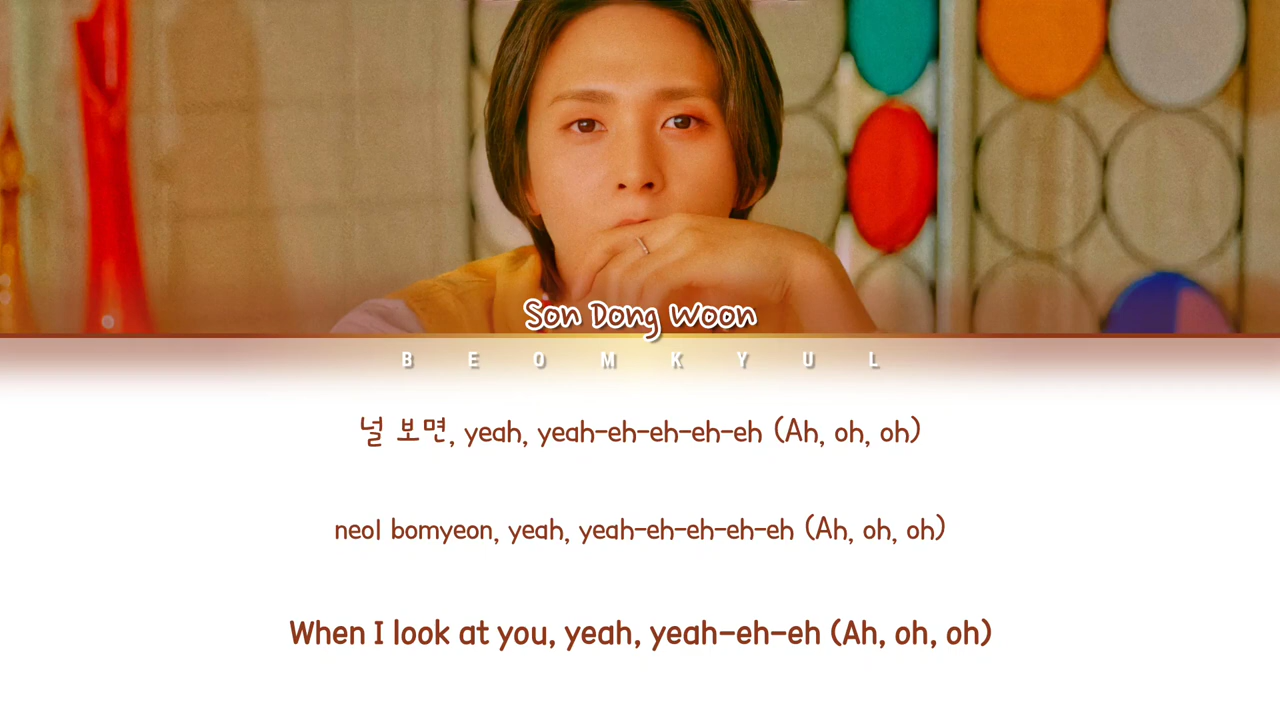 Son Dong Woon
BEOMKYUL
널 보면, yeah, yeah-eh-eh-eh-eh (Ah, oh, oh)
neol bomyeon, yeah, yeah-eh-eh-eh-eh (Ah, oh, oh)
When I look at you, yeah, yeah-eh-eh (Ah, oh, oh)